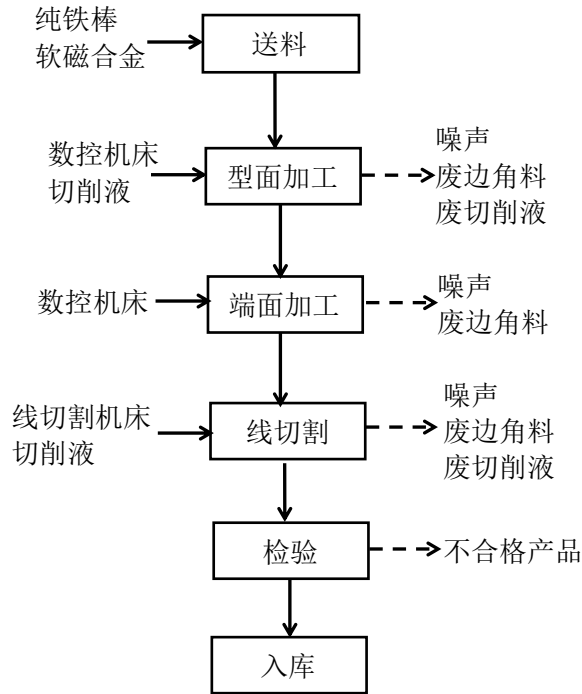 纯铁棒
软磁合金
送料
数控机床
切削液
型面加工
噪声
废边角料
废切削液
数控机床
端面加工
噪声
废边角料
线切割机床
切削液
线切割
噪声
废边角料
废切削液
检验
不合格产品
入库